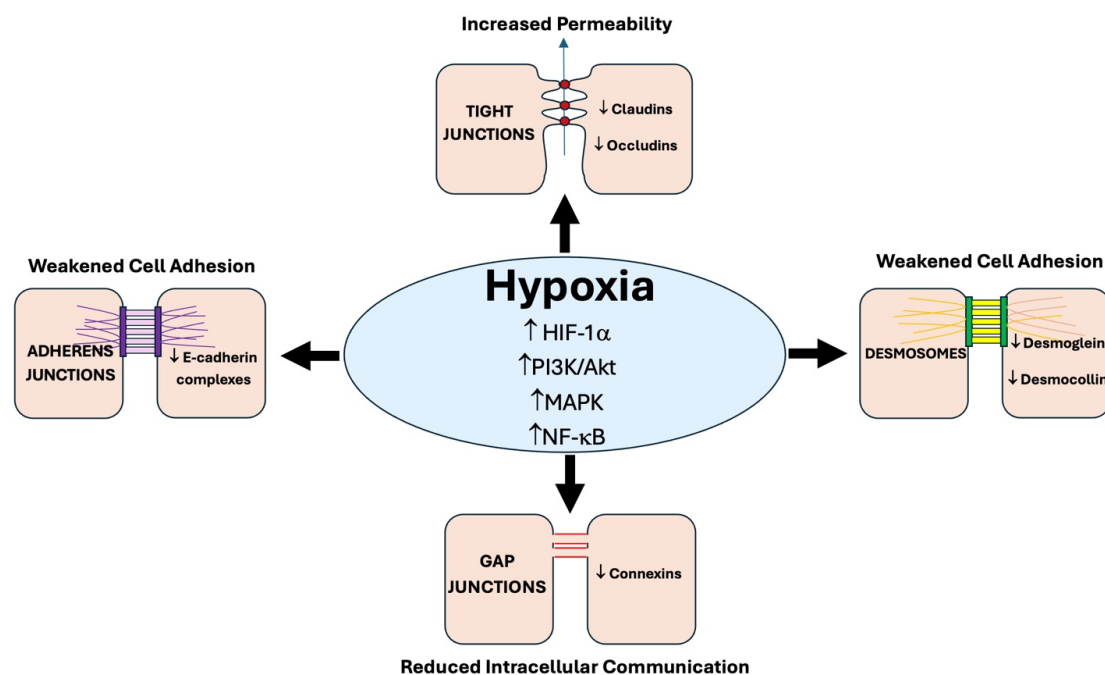 Increased Permeability
TIGHT
JUNCTIONS
↓ Claudins
↓ Occludins
Weakened Cell Adhesion
ADHERENS
JUNCTIONS
↓ E-cadherin
complexes
Hypoxia
↑ HIF-1α
↑PI3K/Akt
↑MAPK
↑NF-κB
Weakened Cell Adhesion
DESMOSOMES
↓ Desmoglein
↓ Desmocollin
GAP
JUNCTIONS
↓ Connexins
Reduced Intracellular Communication